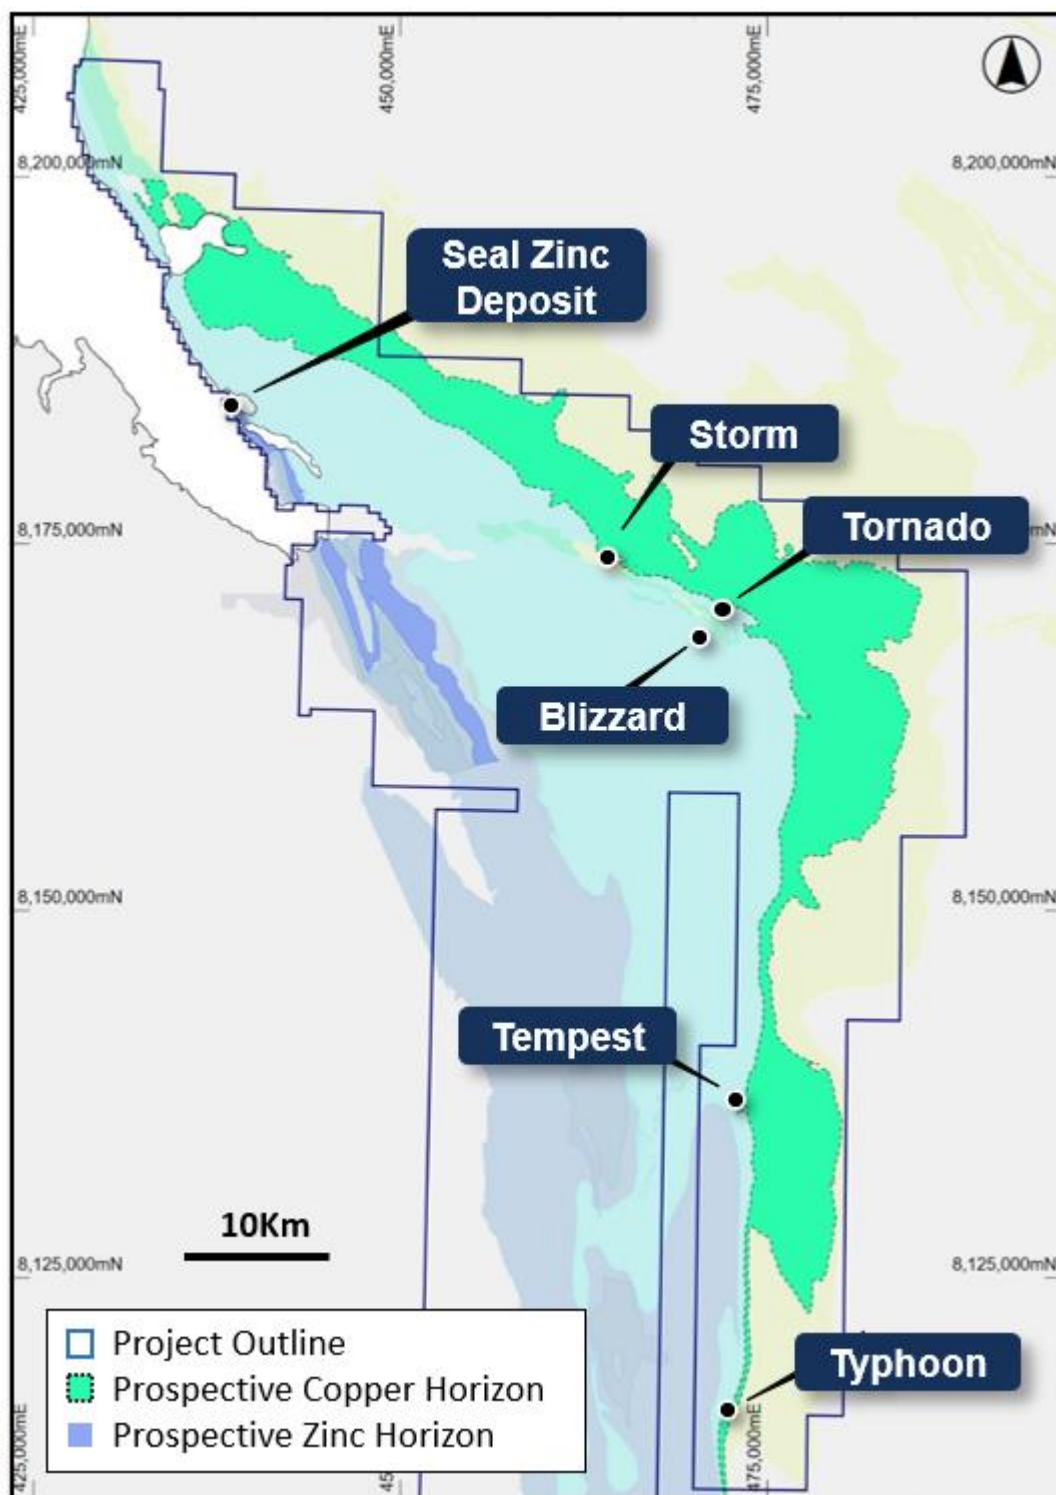 425,000mE
450,000mE
475,000mE
8,200,000mN
8,200,000mN
Seal Zinc
Deposit
Storm
8,175,000mN
Tornado
mN
Blizzard
8,150,000mN
8,150,000mN
Tempest
10Km
8,125,000mN
8,125,000mN
Project Outline
Prospective Copper Horizon
Prospective Zinc Horizon
Typhoon
425,000mE
45
475,000mE